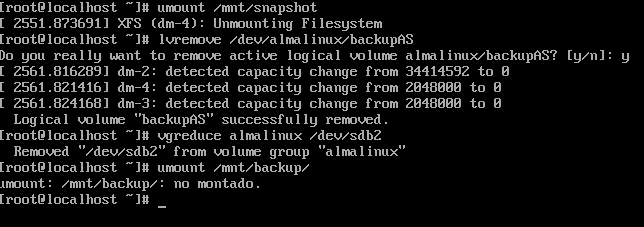 [root@localhost ~]# umount /mnt/snapshot
[ 2551.873691] XFS (dm-4): Unmounting Filesystem
[root@localhost ~]# lvremove /dev/almalinux/backupAS
Do you really want to remove active logical volume almalinux/backupAS? [y/n]: y
[ 2561.816289] dm-2: detected capacity change from 34414592 to 0
[ 2561.821416] dm-4: detected capacity change from 2048000 to 0
[ 2561.824168] dm-3: detected capacity change from 2048000 to 0
  Logical volume "backupAS" successfully removed.
[root@localhost ~]# vgreduce almalinux /dev/sdb2
  Removed "/dev/sdb2" from volume group "almalinux"
[root@localhost ~]# umount /mnt/backup/
umount: /mnt/backup/: no montado.
[root@localhost ~]# _